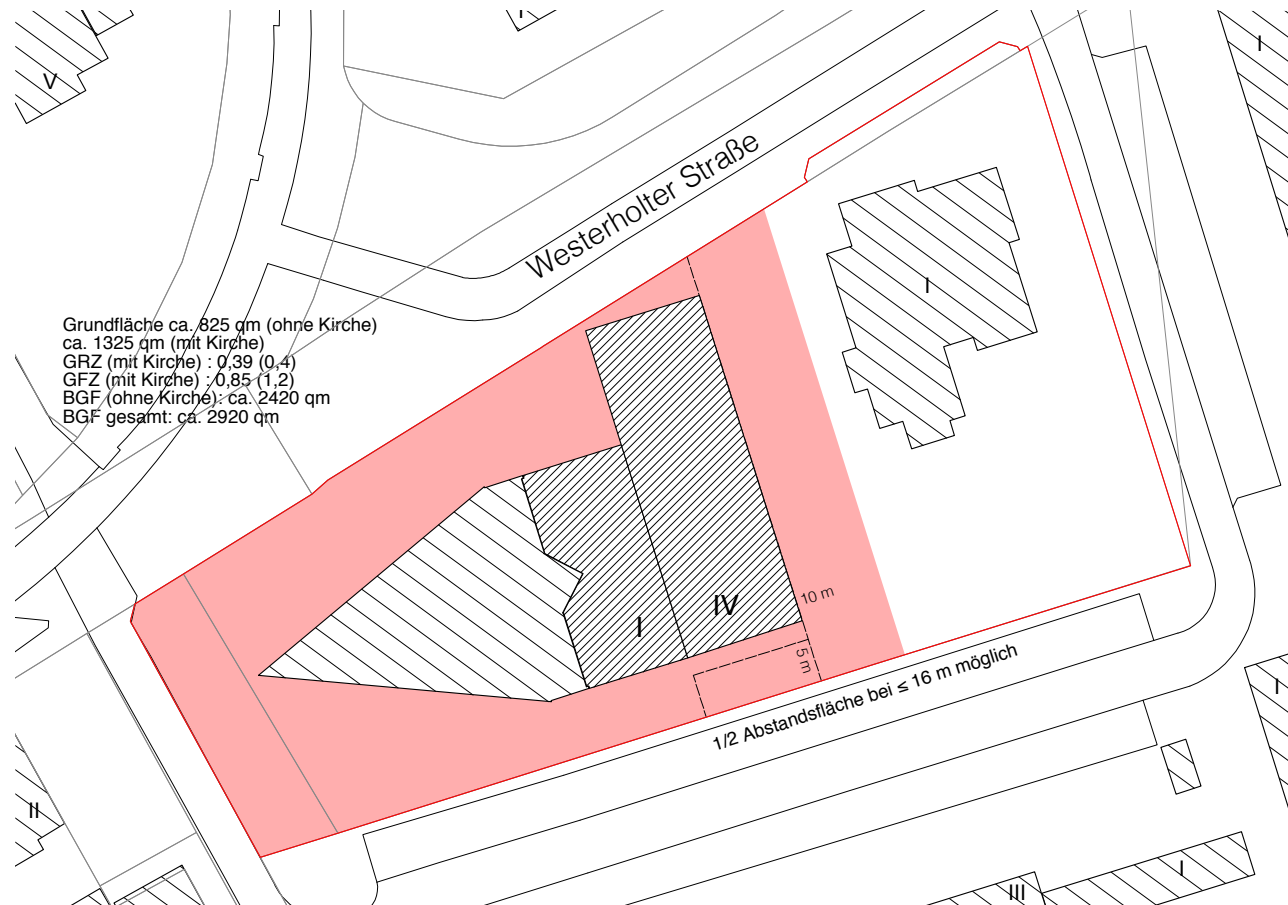 V
I
Westerholter Straße
I
Grundfläche ca. 825 qm (ohne Kirche)
ca. 1325 qm (mit Kirche)
GRZ (mit Kirche) : 0,39 (0,4)
GFZ (mit Kirche) : 0,85 (1,2)
BGF (ohne Kirche): ca. 2420 qm
BGF gesamt: ca. 2920 qm
10 m
IV
I
5 m
1/2 Abstandsfläche bei ≤ 16 m möglich
I
II
I
III